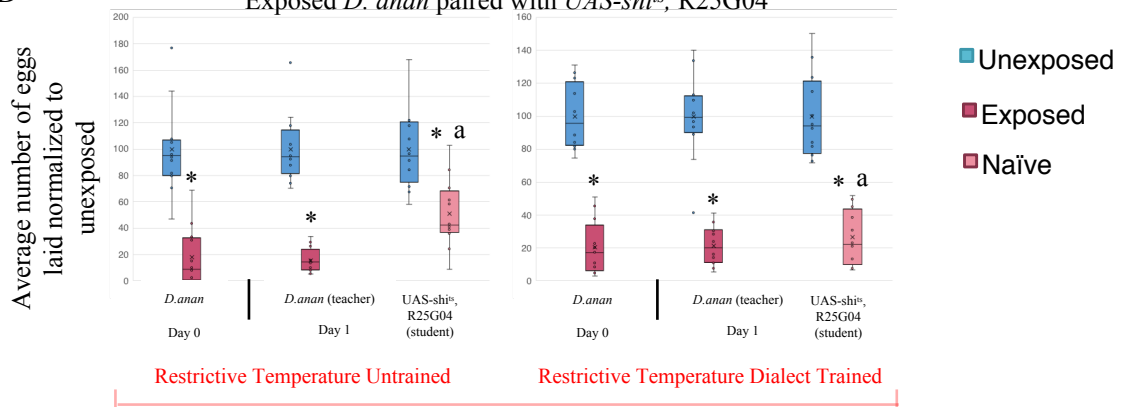 Exposed D. anan paired with UAS-shiᵗˢ, R25G04
Average number of eggs
laid normalized to
unexposed
200
180
160
140
120
100
80
60
40
20
0
*
*
* a
D.anan
D.anan (teacher)
UAS-shiᵗˢ,
R25G04
(student)
Day 0
Day 1
Restrictive Temperature Untrained
160
140
120
100
80
60
40
20
0
*
*
* a
D.anan
D.anan (teacher)
UAS-shiᵗˢ,
R25G04
(student)
Day 0
Day 1
Restrictive Temperature Dialect Trained
Unexposed
Exposed
Naïve